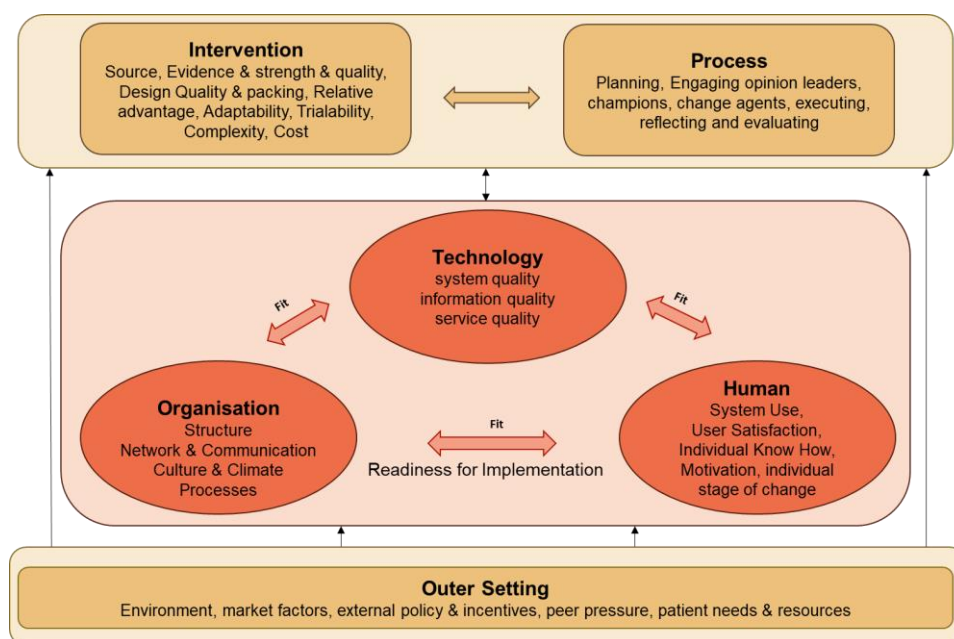 Intervention
Source, Evidence & strength & quality,
Design Quality & packing, Relative
advantage, Adaptability, Trialability,
Complexity, Cost
Process
Planning, Engaging opinion leaders,
champions, change agents, executing,
reflecting and evaluating
Technology
system quality
information quality
service quality
Fit
Fit
Organisation
Structure
Network & Communication
Culture & Climate
Processes
Fit
Readiness for Implementation
Human
System Use,
User Satisfaction,
Individual Know How,
Motivation, individual
stage of change
Outer Setting
Environment, market factors, external policy & incentives, peer pressure, patient needs & resources